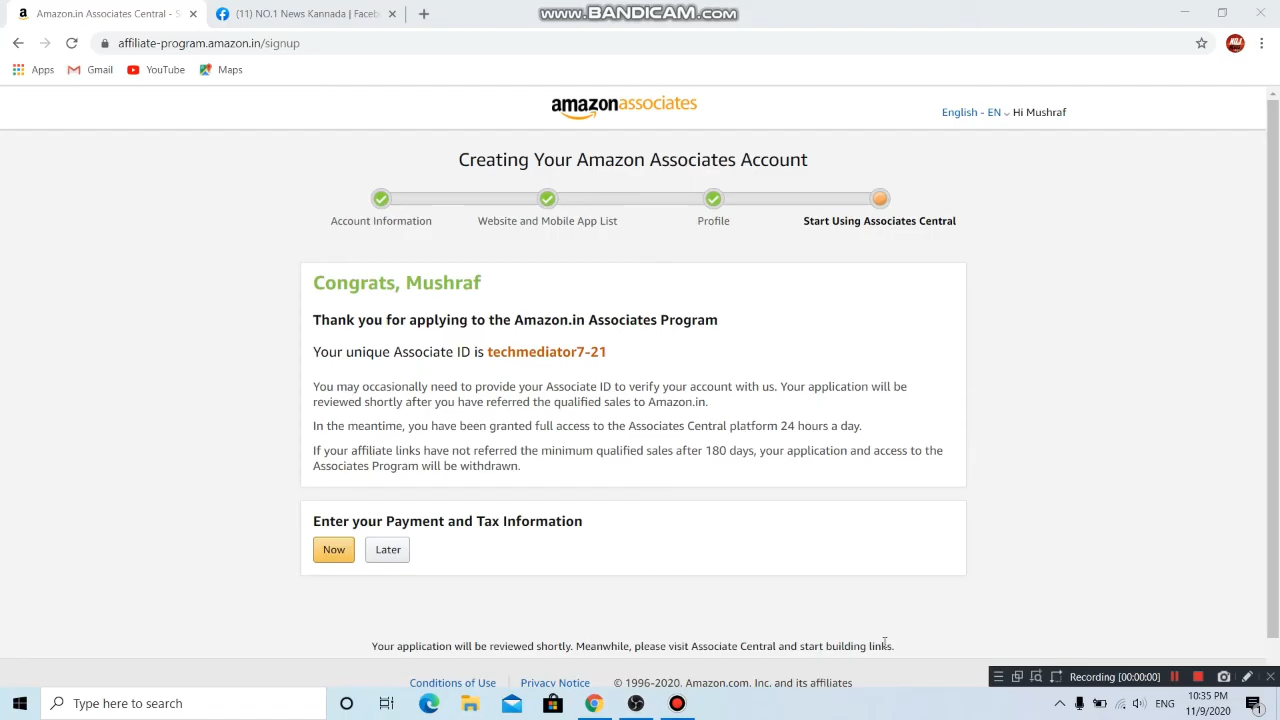 Amazon.in Associates Central - S
(11) NO.1 News Kannada | Faceb
www.BANDICAM.com
affiliate-program.amazon.in/signup
Apps Gmail YouTube Maps
amazonassociates
English - EN Hi Mushraf
Creating Your Amazon Associates Account
Account Information Website and Mobile App List Profile Start Using Associates Central
Congrats, Mushraf
Thank you for applying to the Amazon.in Associates Program
Your unique Associate ID is techmediator7-21
You may occasionally need to provide your Associate ID to verify your account with us. Your application will be
reviewed shortly after you have referred the qualified sales to Amazon.in.
In the meantime, you have been granted full access to the Associates Central platform 24 hours a day.
If your affiliate links have not referred the minimum qualified sales after 180 days, your application and access to the
Associates Program will be withdrawn.
Enter your Payment and Tax Information
Now Later
Your application will be reviewed shortly. Meanwhile, please visit Associate Central and start building links.
Conditions of Use Privacy Notice © 1996-2020, Amazon.com, Inc. and its affiliates
Recording [00:00:00]
Type here to search
ENG
10:35 PM
11/9/2020
1